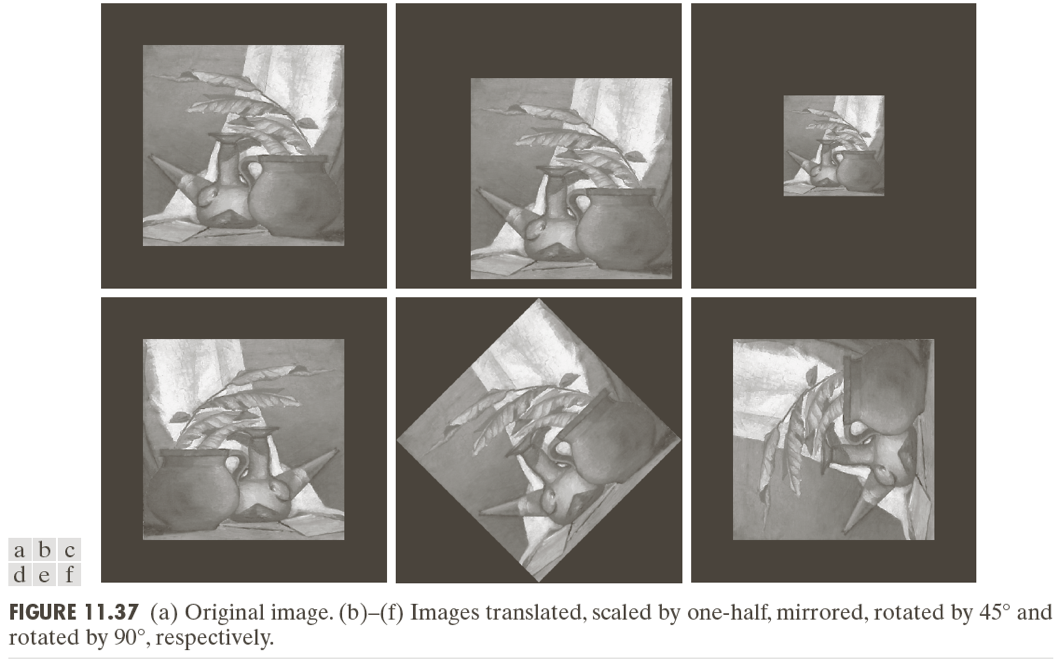 a b c
d e f
FIGURE 11.37 (a) Original image. (b)–(f) Images translated, scaled by one-half, mirrored, rotated by 45° and
rotated by 90°, respectively.